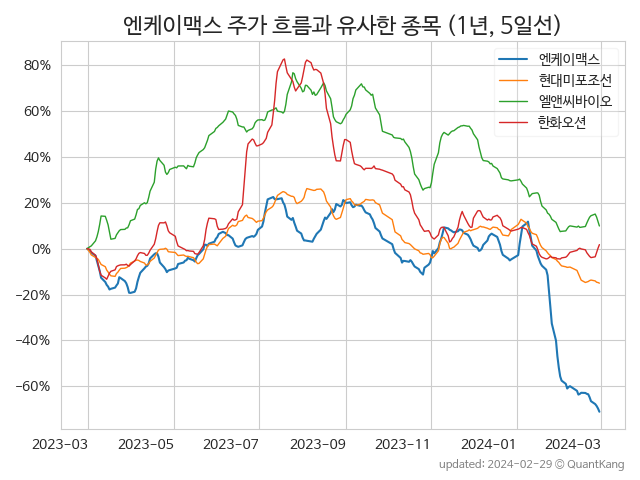 엔케이맥스 주가 흐름과 유사한 종목 (1년, 5일선)
엔케이맥스
현대미포조선
엘앤씨바이오
한화오션
80%
60%
40%
20%
0%
−20%
−40%
−60%
2023-03 2023-05 2023-07 2023-09 2023-11 2024-01 2024-03
updated: 2024-02-29 © QuantKang